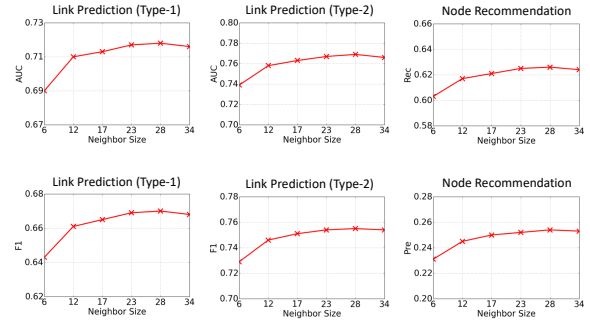 Link Prediction (Type-1)
AUC
0.73
0.71
0.69
0.67
6 12 17 23 28 34
Neighbor Size
Link Prediction (Type-2)
AUC
0.80
0.78
0.76
0.74
0.72
0.70
6 12 17 23 28 34
Neighbor Size
Node Recommendation
Rec
0.66
0.64
0.62
0.60
0.58
6 12 17 23 28 34
Neighbor Size
Link Prediction (Type-1)
F1
0.68
0.66
0.64
0.62
6 12 17 23 28 34
Neighbor Size
Link Prediction (Type-2)
F1
0.78
0.76
0.74
0.72
0.70
6 12 17 23 28 34
Neighbor Size
Node Recommendation
Pre
0.28
0.26
0.24
0.22
0.20
6 12 17 23 28 34
Neighbor Size